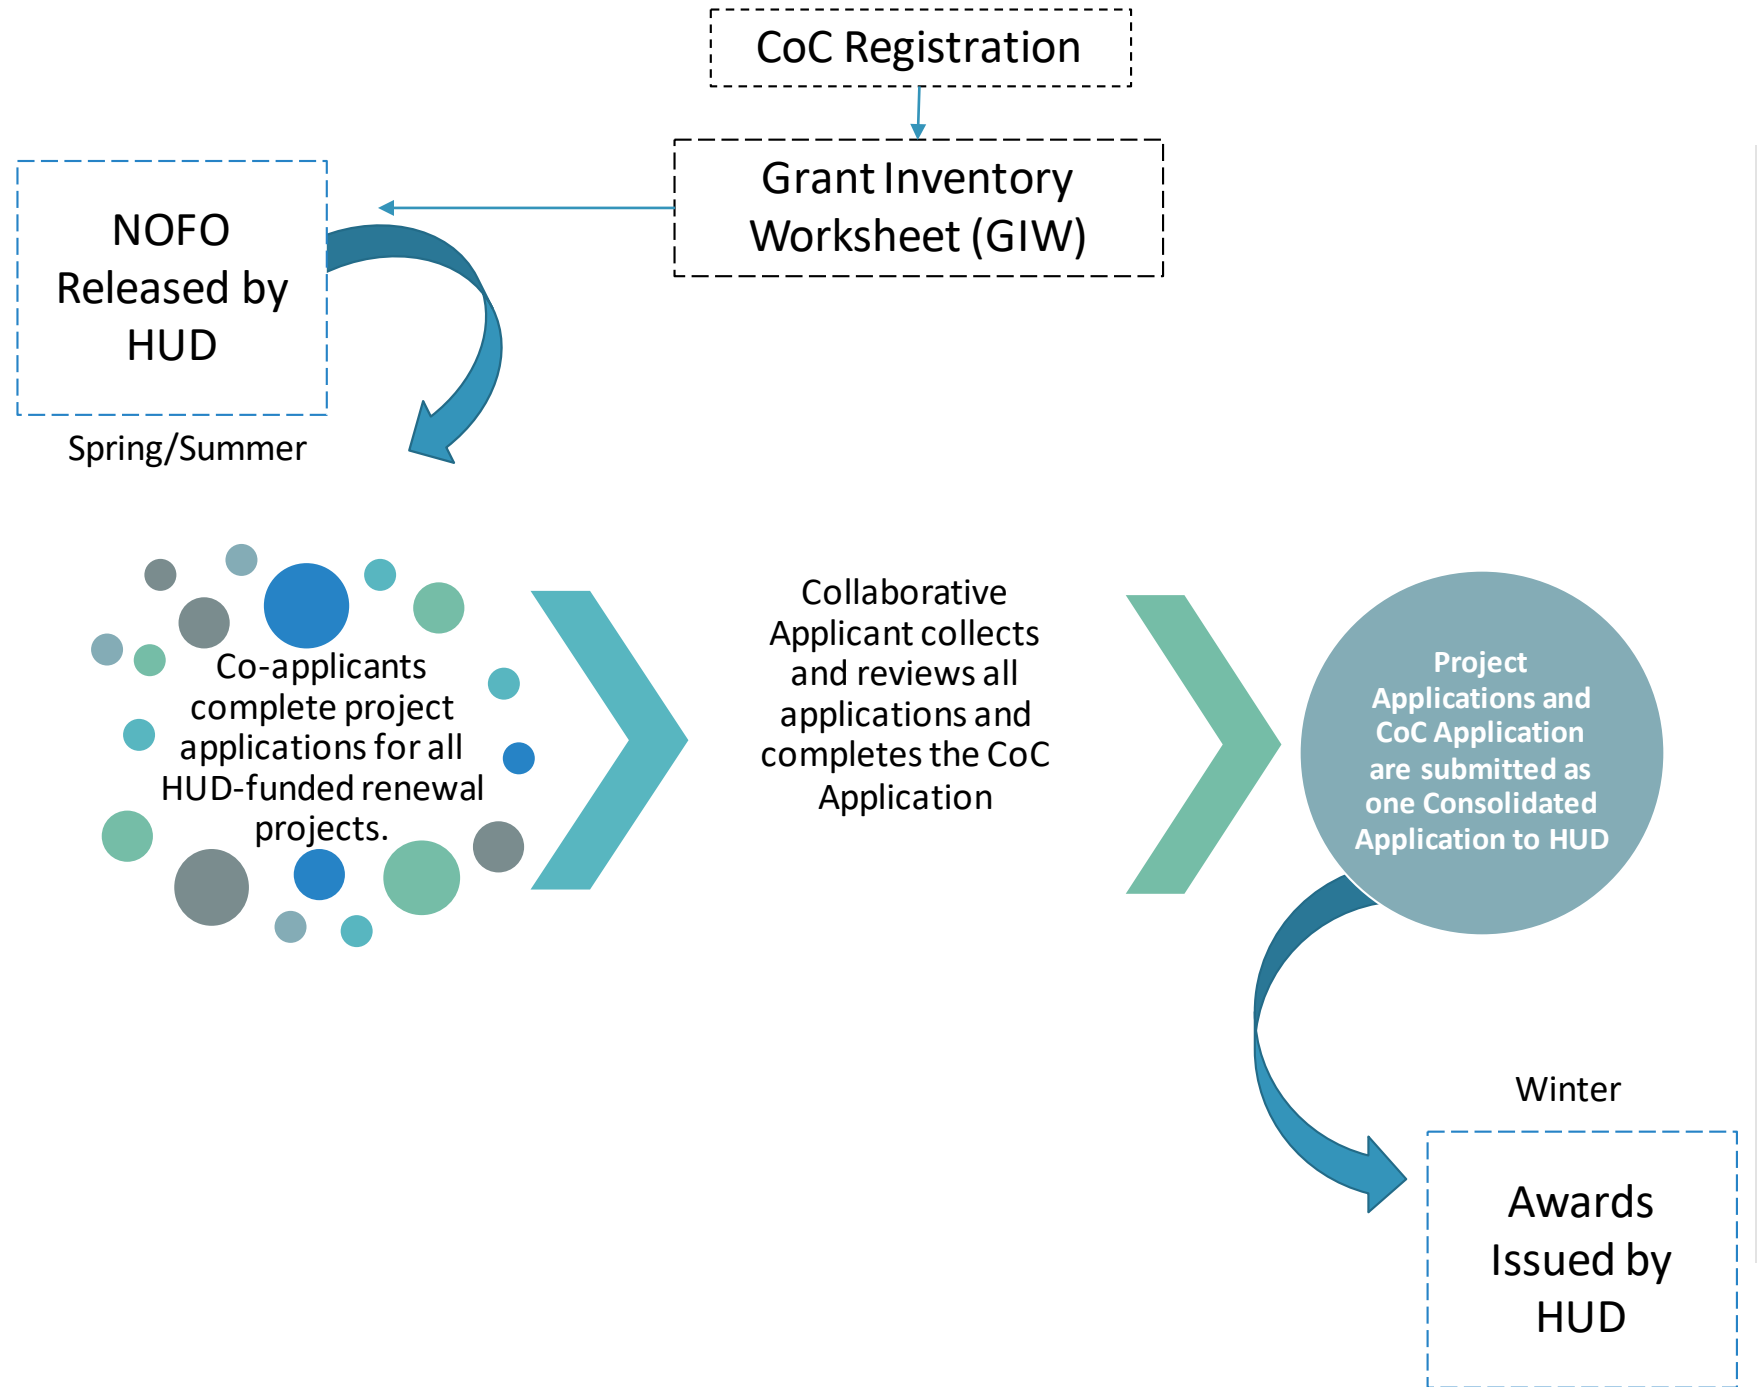 CoC Registration
Grant Inventory
Worksheet (GIW)
NOFO
Released by
HUD
Spring/Summer
Co-applicants
complete project
applications for all
HUD-funded renewal
projects.
Collaborative
Applicant collects
and reviews all
applications and
completes the CoC
Application
Project
Applications and
CoC Application
are submitted as
one Consolidated
Application to HUD
Winter
Awards
Issued by
HUD